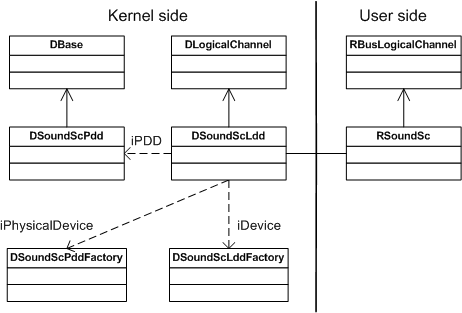 Kernel side
User side
DBase
DLogicalChannel
RBusLogicalChannel
DSoundScPdd
iPDD
DSoundScLdd
RSoundSc
iPhysicalDevice
iDevice
DSoundScPddFactory
DSoundScLddFactory